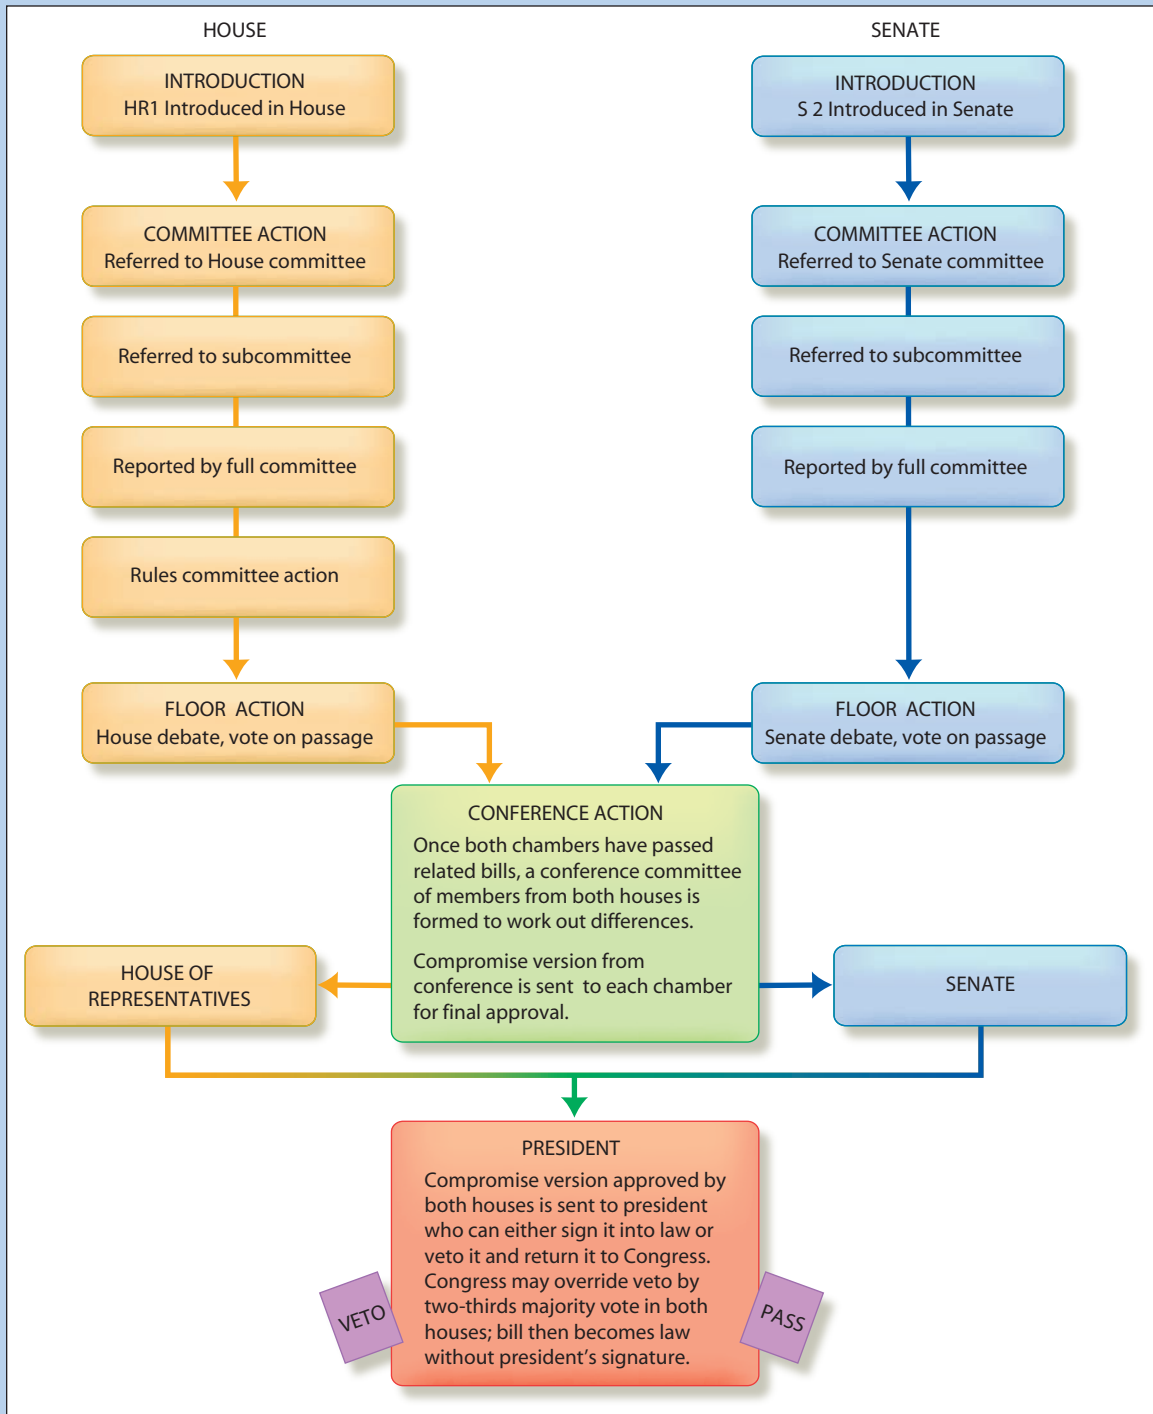 HOUSE
INTRODUCTION
HR1 Introduced in House
COMMITTEE ACTION
Referred to House committee
Referred to subcommittee
Reported by full committee
Rules committee action
FLOOR ACTION
House debate, vote on passage
SENATE
INTRODUCTION
S 2 Introduced in Senate
COMMITTEE ACTION
Referred to Senate committee
Referred to subcommittee
Reported by full committee
FLOOR ACTION
Senate debate, vote on passage
CONFERENCE ACTION
Once both chambers have passed
related bills, a conference committee
of members from both houses is
formed to work out differences.
Compromise version from
conference is sent to each chamber
for final approval.
HOUSE OF
REPRESENTATIVES
SENATE
PRESIDENT
Compromise version approved by
both houses is sent to president
who can either sign it into law or
veto it and return it to Congress.
Congress may override veto by
two-thirds majority vote in both
houses; bill then becomes law
without president's signature.
VETO
PASS